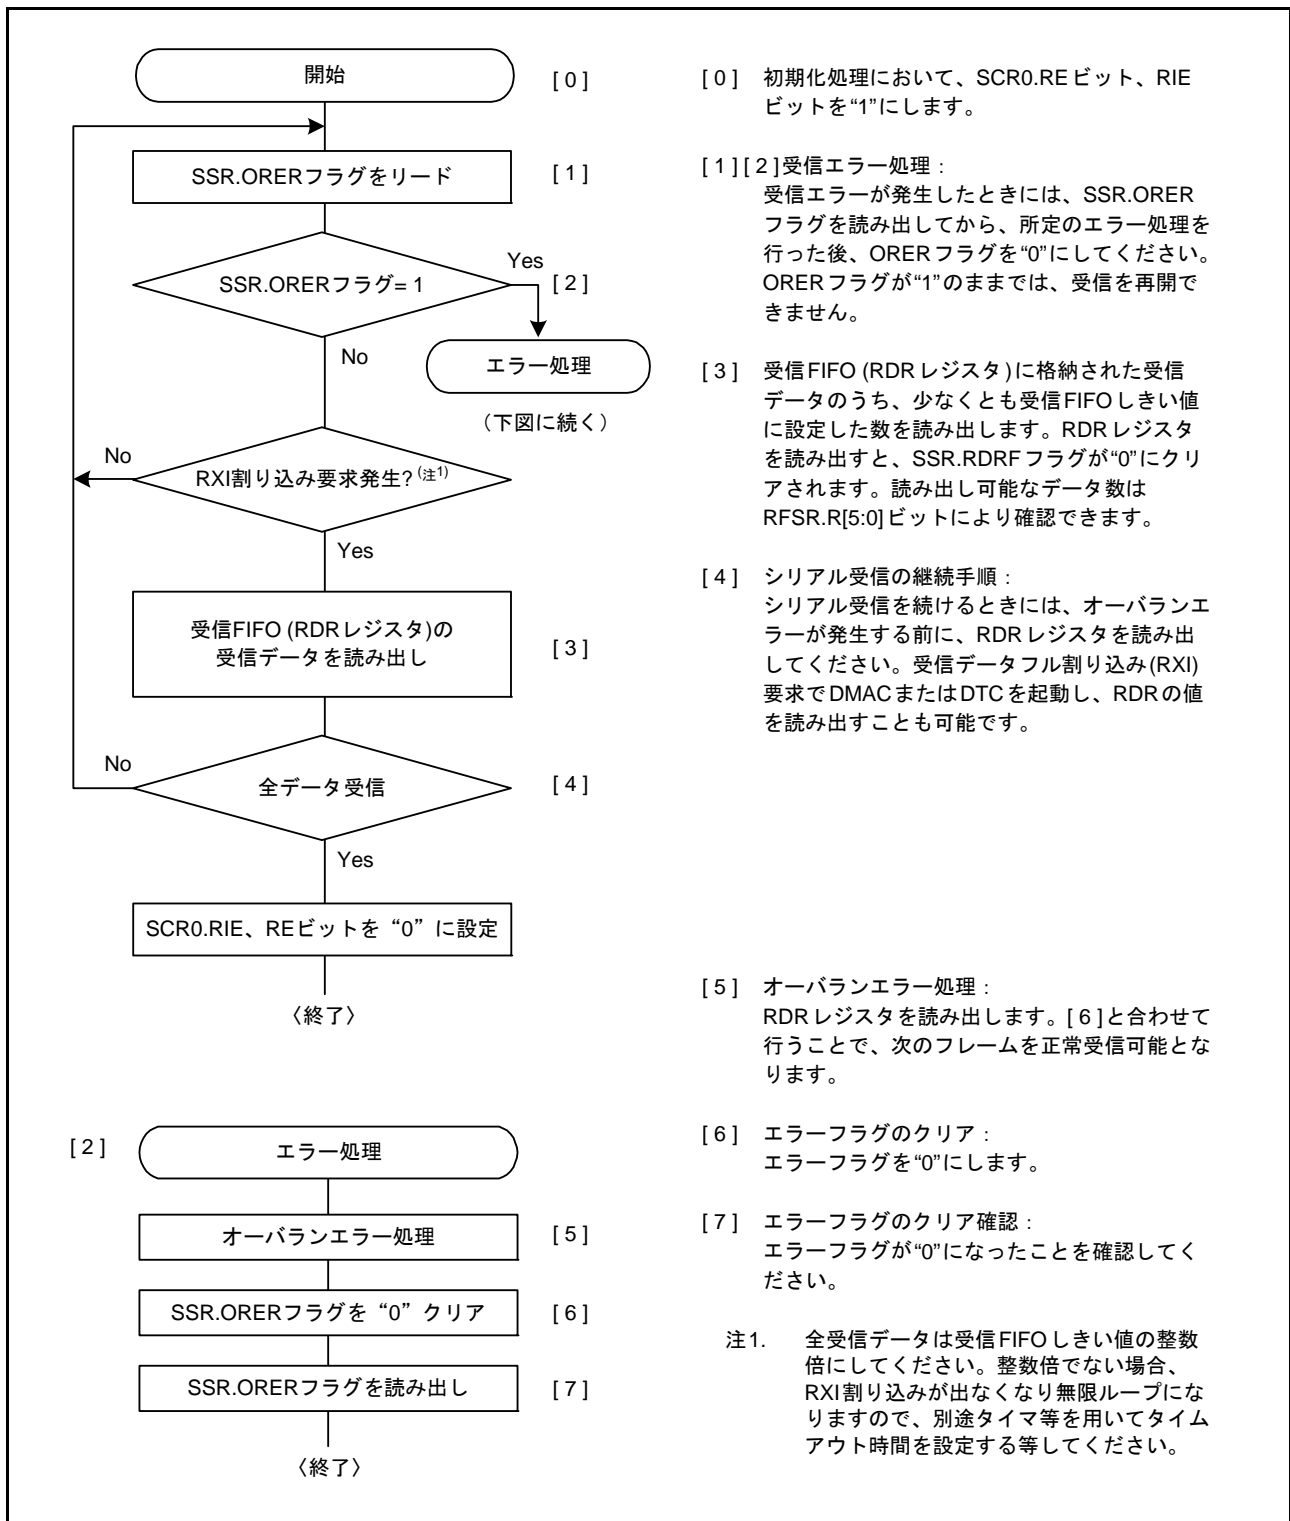 開始
[ 0 ]
SSR.ORERフラグをリード
[ 1 ]
SSR.ORERフラグ= 1
Yes
[ 2 ]
No
エラー処理
（下図に続く）
RXI割り込み要求発生? (注1)
No
Yes
受信FIFO (RDRレジスタ)の
受信データを読み出し
[ 3 ]
全データ受信
No
[ 4 ]
Yes
SCR0.RIE、REビットを“0”に設定
〈終了〉
[ 2 ]
エラー処理
オーバランエラー処理
[ 5 ]
SSR.ORERフラグを“0”クリア
[ 6 ]
SSR.ORERフラグを読み出し
[ 7 ]
〈終了〉
[ 0 ] 初期化処理において、SCR0.REビット、RIE
ビットを“1”にします。
[ 1 ][ 2 ]受信エラー処理：
受信エラーが発生したときには、SSR.ORER
フラグを読み出してから、所定のエラー処理を
行った後、ORERフラグを“0”にしてください。
ORERフラグが“1”のままでは、受信を再開で
きません。
[ 3 ] 受信FIFO (RDRレジスタ)に格納された受信
データのうち、少なくとも受信FIFOしきい値
に設定した数を読み出します。RDRレジスタ
を読み出すと、SSR.RDRFフラグが“0”にクリ
アされます。読み出し可能なデータ数は
RFSR.R[5:0]ビットにより確認できます。
[ 4 ] シリアル受信の継続手順：
シリアル受信を続けるときには、オーバランエ
ラーが発生する前に、RDRレジスタを読み出
してください。受信データフル割り込み(RXI)
要求でDMACまたはDTCを起動し、RDRの値
を読み出すことも可能です。
[ 5 ] オーバランエラー処理：
RDRレジスタを読み出します。[ 6 ]と合わせて
行うことで、次のフレームを正常受信可能とな
ります。
[ 6 ] エラーフラグのクリア：
エラーフラグを“0”にします。
[ 7 ] エラーフラグのクリア確認：
エラーフラグが“0”になったことを確認してく
ださい。
注1. 全受信データは受信FIFOしきい値の整数
倍にしてください。整数倍でない場合、
RXI割り込みが出なくなり無限ループにな
りますので、別途タイマ等を用いてタイム
アウト時間を設定する等してください。